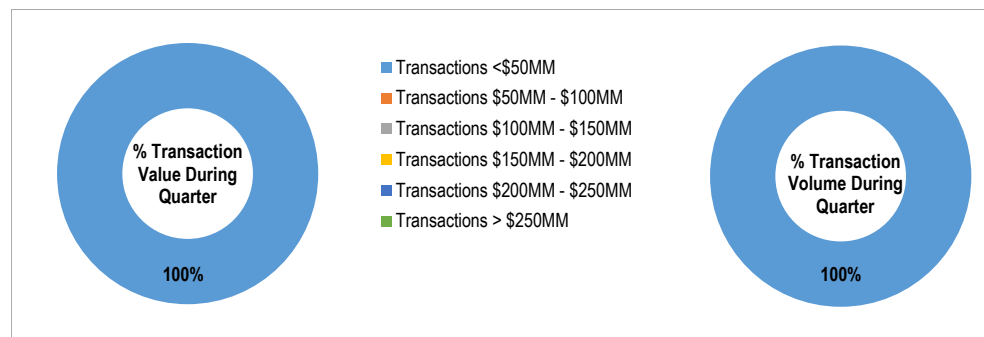 % Transaction
Value During
Quarter
100%
Transactions <$50MM
Transactions $50MM - $100MM
Transactions $100MM - $150MM
Transactions $150MM - $200MM
Transactions $200MM - $250MM
Transactions > $250MM
% Transaction
Volume During
Quarter
100%